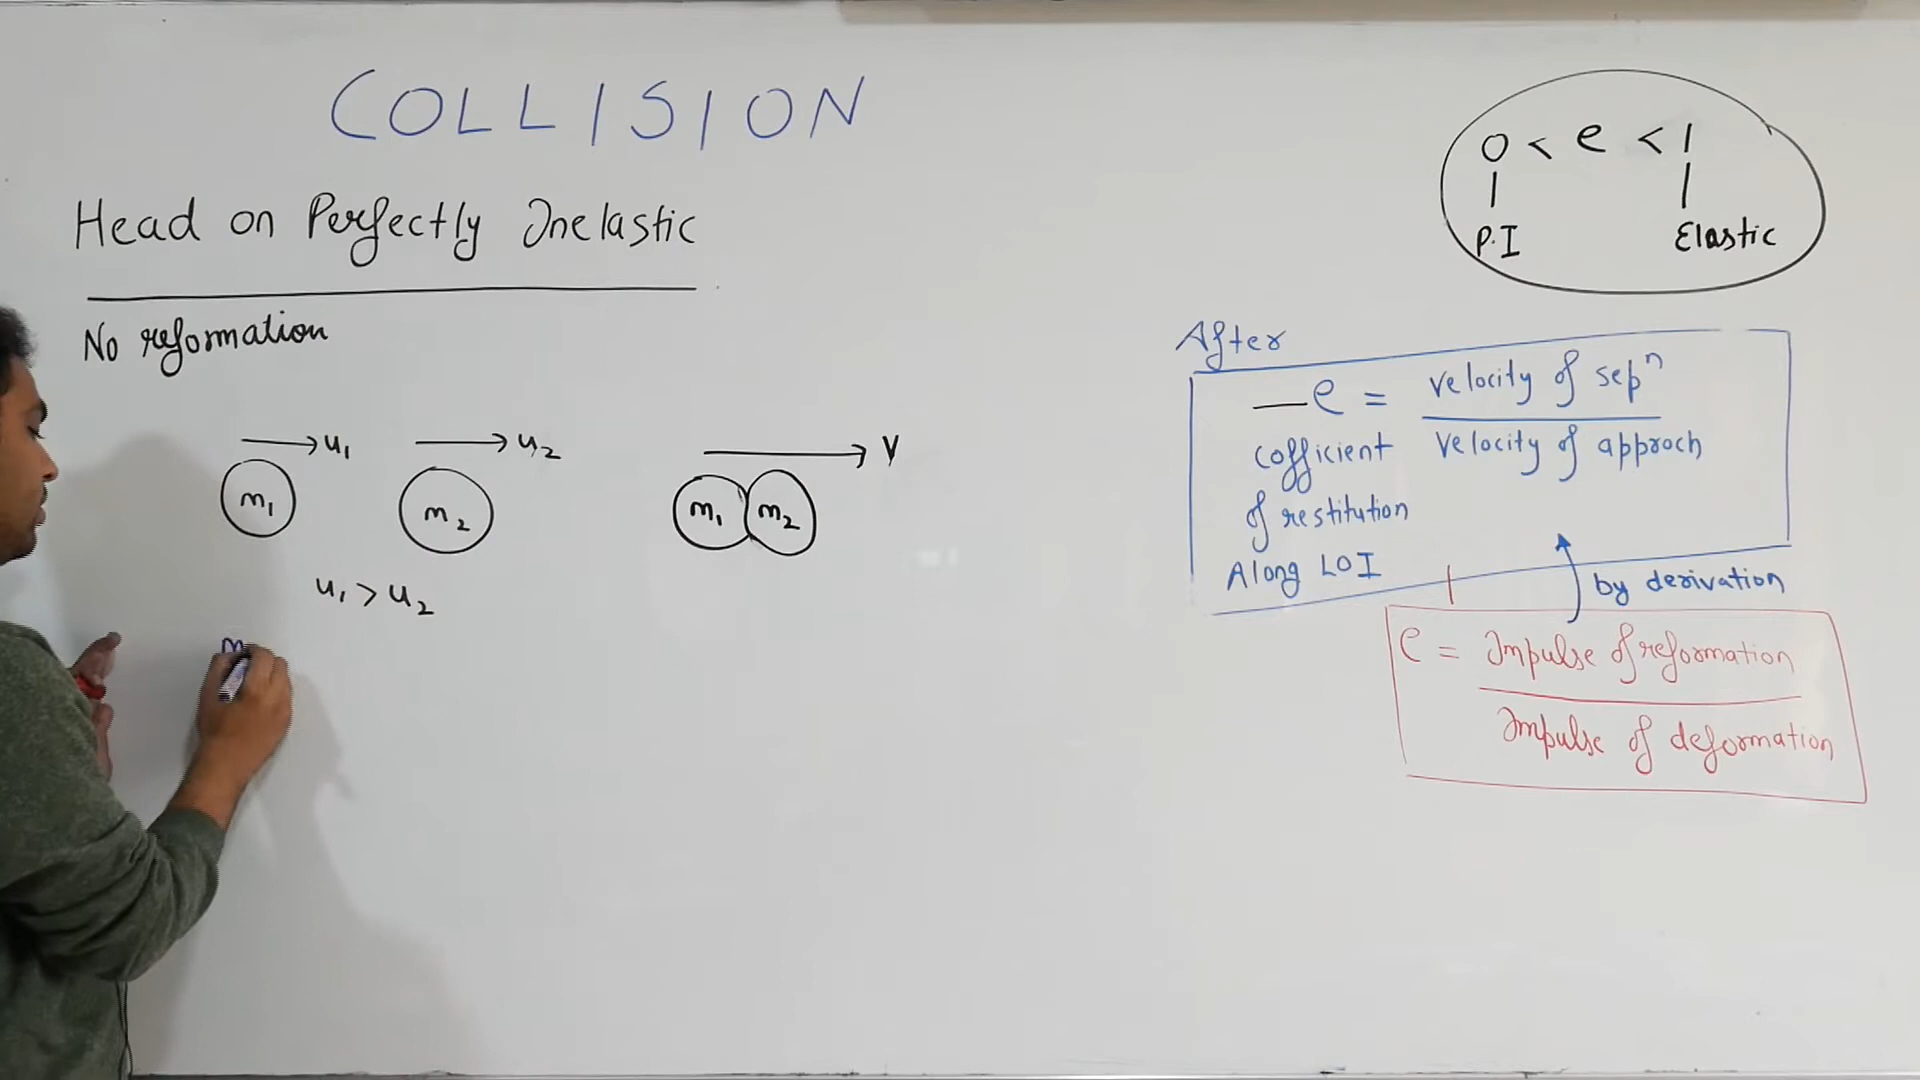 COLLISION
Head on Perfectly Inelastic
No reformation
u₁ u₂ V
m₁ m₂ m₁ m₂
u₁ > u₂
m
0 < e < 1
P.I Elastic
After
—e = velocity of sepⁿ / velocity of approch
cofficient
of restitution
Along LOI
by derivation
e = Impulse of reformation / Impulse of deformation